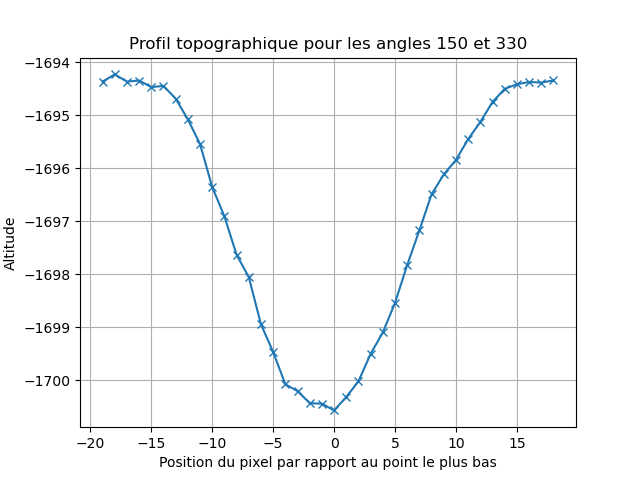 Profil topographique pour les angles 150 et 330
−1694
−1695
−1696
−1697
−1698
−1699
−1700
Altitude
−20 −15 −10 −5 0 5 10 15
Position du pixel par rapport au point le plus bas